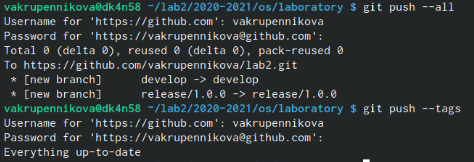 vakrupennikova@dk4n58 ~/lab2/2020-2021/os/laboratory $ git push --all
Username for 'https://github.com': vakrupennikova
Password for 'https://vakrupennikova@github.com':
Total 0 (delta 0), reused 0 (delta 0), pack-reused 0
To https://github.com/vakrupennikova/lab2.git
 * [new branch]      develop -> develop
 * [new branch]      release/1.0.0 -> release/1.0.0
vakrupennikova@dk4n58 ~/lab2/2020-2021/os/laboratory $ git push --tags
Username for 'https://github.com': vakrupennikova
Password for 'https://vakrupennikova@github.com':
Everything up-to-date